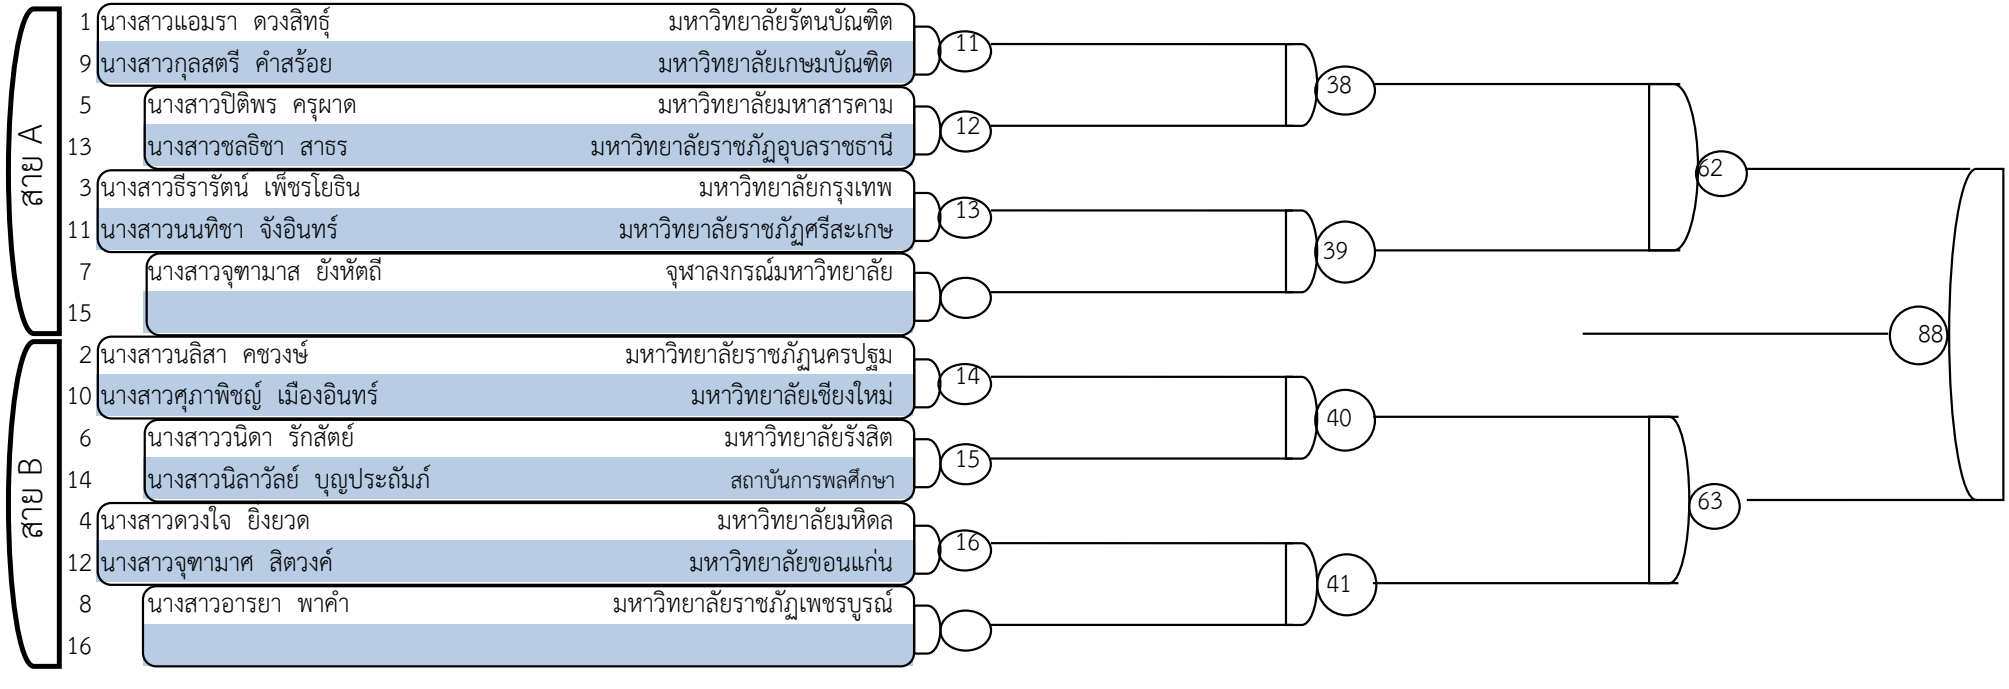 สาย A
1 นางสาวแอมรา ดวงสิทธุ์ มหาวิทยาลัยรัตนบัณฑิต
9 นางสาวกุลสตรี คำสร้อย มหาวิทยาลัยเกษมบัณฑิต
11
5 นางสาวปิติพร ครุผาด มหาวิทยาลัยมหาสารคาม
13 นางสาวชลธิชา สาธร มหาวิทยาลัยราชภัฏอุบลราชธานี
12
38
3 นางสาวธีรารัตน์ เพ็ชรโยธิน มหาวิทยาลัยกรุงเทพ
11 นางสาวนนทิชา จังอินทร์ มหาวิทยาลัยราชภัฏศรีสะเกษ
13
7 นางสาวจุฑามาส ยังหัตถี จุฬาลงกรณ์มหาวิทยาลัย
15
39
62
88
สาย B
2 นางสาวนลิสา คชวงษ์ มหาวิทยาลัยราชภัฏนครปฐม
10 นางสาวศุภาพิชญ์ เมืองอินทร์ มหาวิทยาลัยเชียงใหม่
14
6 นางสาววนิดา รักสัตย์ มหาวิทยาลัยรังสิต
14 นางสาวนิลาวัลย์ บุญประถัมภ์ สถาบันการพลศึกษา
15
40
4 นางสาวดวงใจ ยิ่งยวด มหาวิทยาลัยมหิดล
12 นางสาวจุฑามาศ สิตวงค์ มหาวิทยาลัยขอนแก่น
16
8 นางสาวอารยา พาคำ มหาวิทยาลัยราชภัฏเพชรบูรณ์
16
41
63